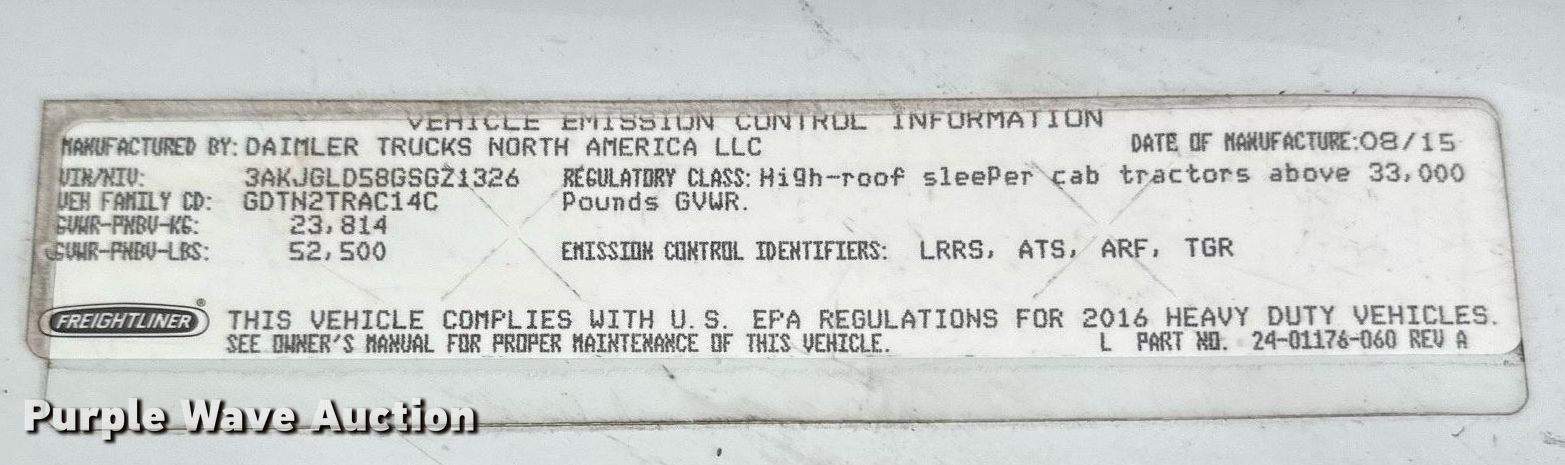 VEHICLE EMISSION CONTROL INFORMATION
MANUFACTURED BY: DAIMLER TRUCKS NORTH AMERICA LLC DATE OF MANUFACTURE: 08/15
VIN/NIV: 3AKJGLD58GSGZ1326 REGULATORY CLASS: High-roof sleeper cab tractors above 33,000
VEH FAMILY CD: GDTN2TRAC14C Pounds GVWR.
GVWR-PNBV-KG: 23,814
GVWR-PNBV-LBS: 52,500 EMISSION CONTROL IDENTIFIERS: LRRS, ATS, ARF, TGR
FREIGHTLINER® THIS VEHICLE COMPLIES WITH U.S. EPA REGULATIONS FOR 2016 HEAVY DUTY VEHICLES.
SEE OWNER'S MANUAL FOR PROPER MAINTENANCE OF THIS VEHICLE. L PART NO. 24-01176-060 REV A
Purple Wave Auction